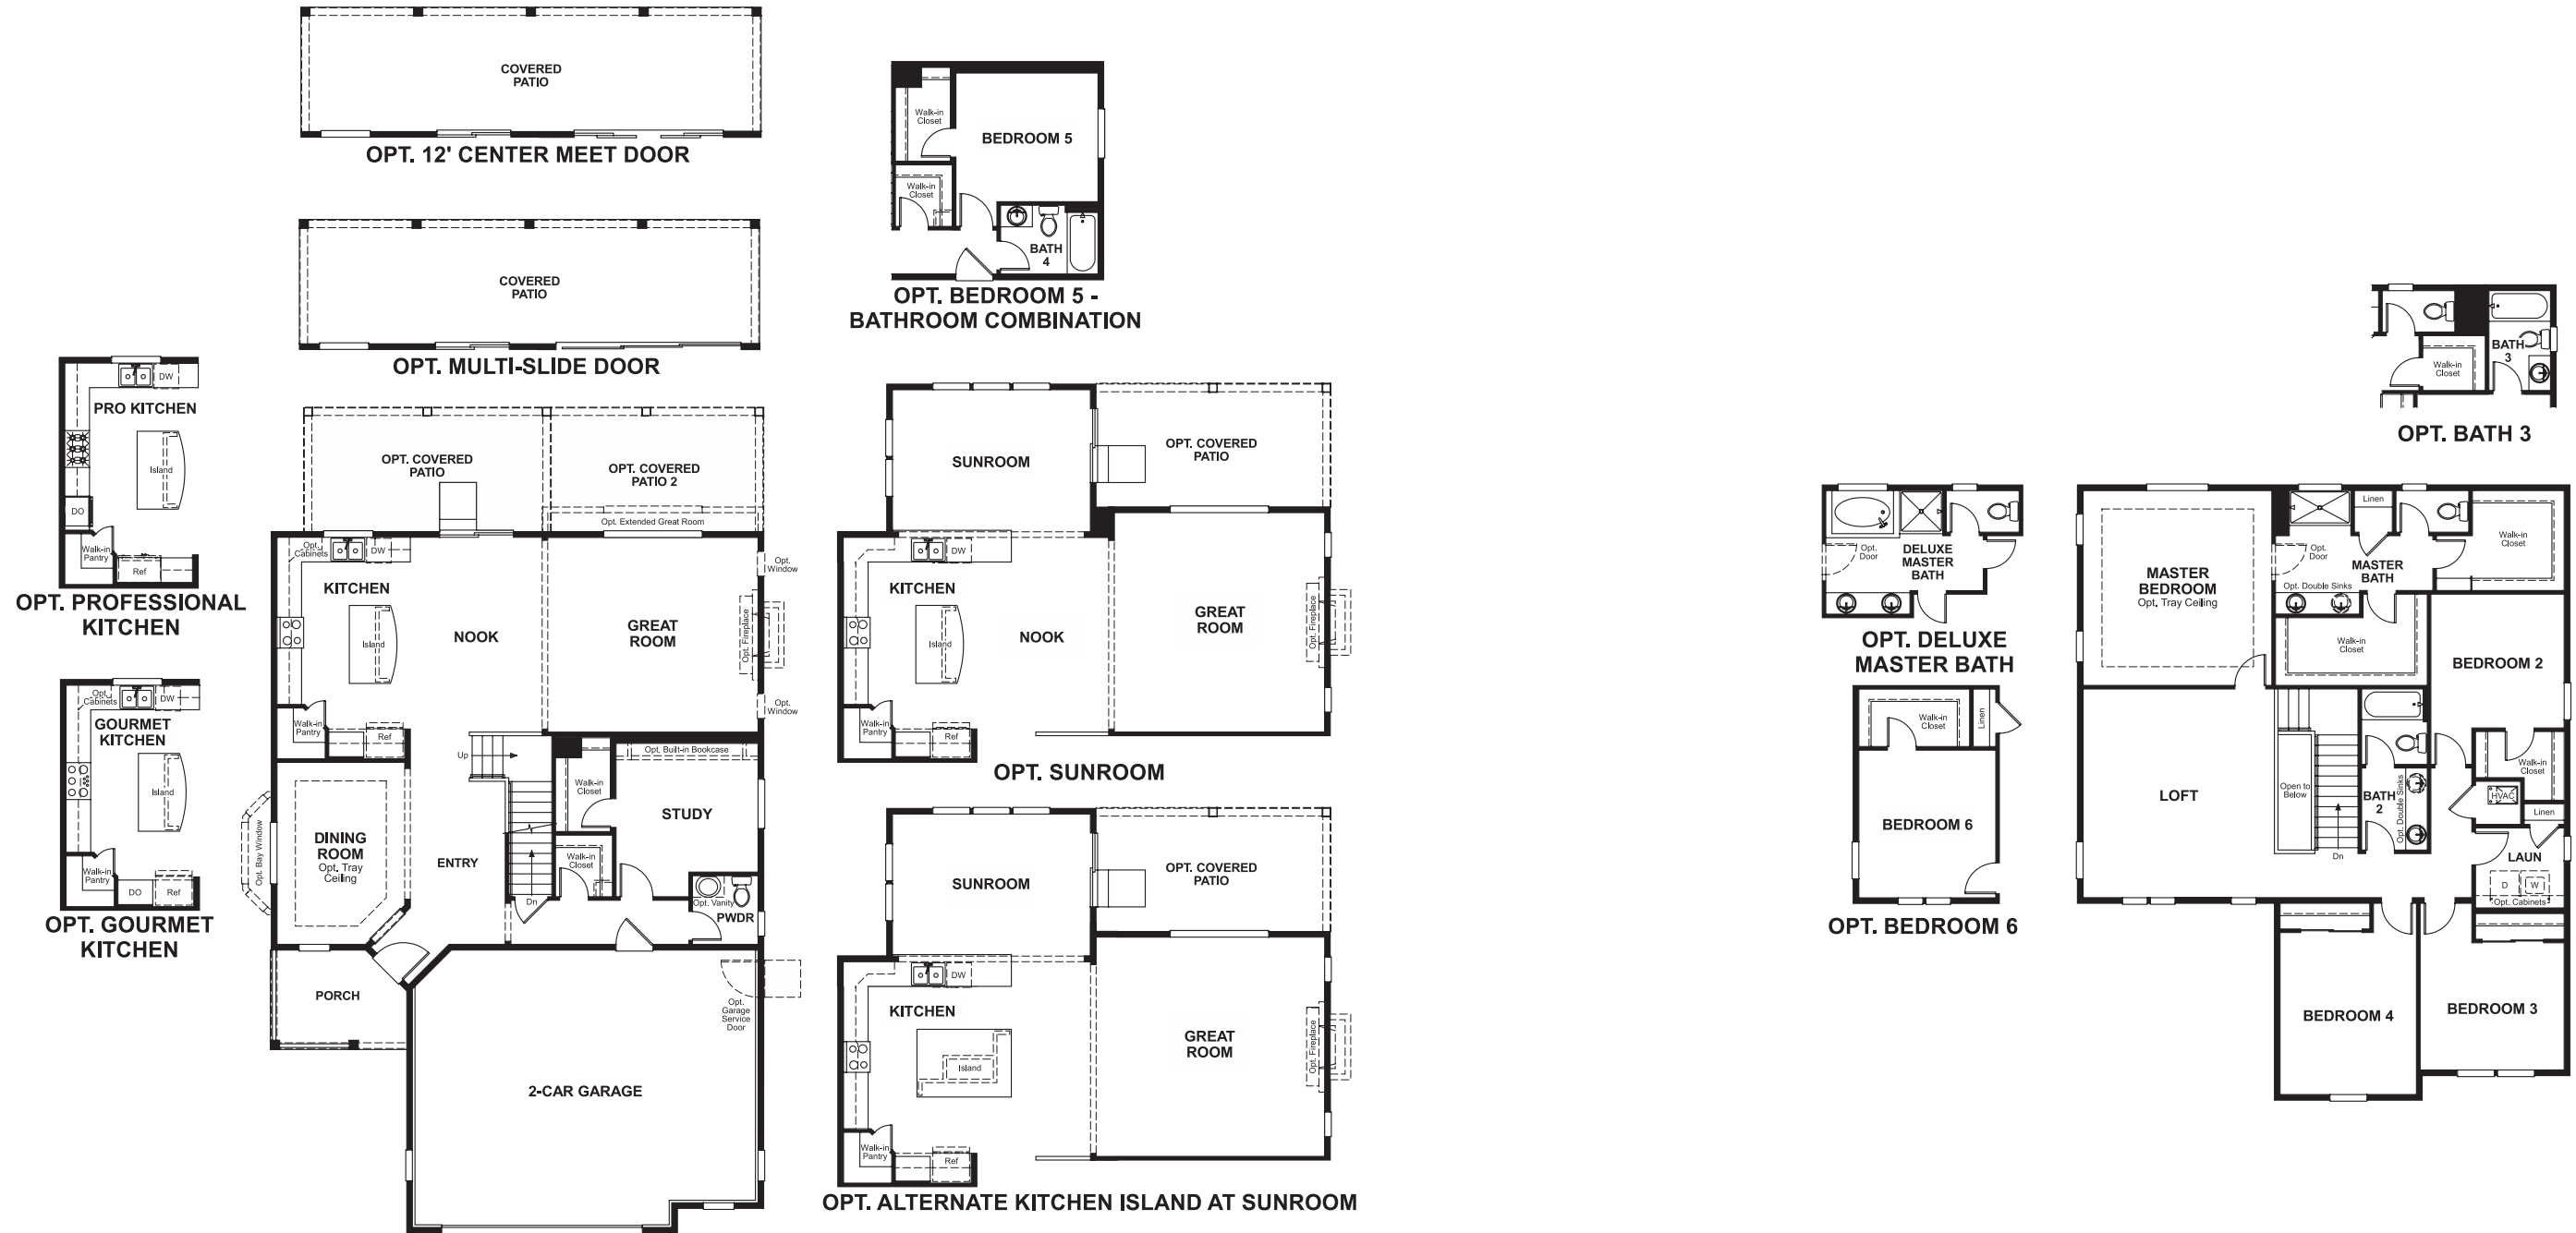 COVERED
PATIO
OPT. 12' CENTER MEET DOOR
COVERED
PATIO
OPT. MULTI-SLIDE DOOR
Walk-in
Closet
BEDROOM 5
Walk-in
Closet
BATH
4
OPT. BEDROOM 5 -
BATHROOM COMBINATION
DW
PRO KITCHEN
Island
DO
Walk-in
Pantry
Ref
OPT. PROFESSIONAL
KITCHEN
Opt.
Cabinets
DW
GOURMET
KITCHEN
Island
Walk-in
Pantry
DO
Ref
OPT. GOURMET
KITCHEN
OPT. COVERED
PATIO
OPT. COVERED
PATIO 2
Opt. Extended Great Room
Opt.
Cabinets
DW
KITCHEN
Island
NOOK
GREAT
ROOM
Opt. Fireplace
Opt.
Window
Opt.
Window
Walk-in
Pantry
Ref
Up
Opt. Built-in Bookcase
Walk-in
Closet
STUDY
Opt. Bay Window
DINING
ROOM
Opt. Tray
Ceiling
ENTRY
Walk-in
Closet
Dn
Opt. Vanity
PWDR
PORCH
Opt.
Garage
Service
Door
2-CAR GARAGE
SUNROOM
OPT. COVERED
PATIO
DW
KITCHEN
Island
NOOK
GREAT
ROOM
Opt. Fireplace
Walk-in
Pantry
Ref
OPT. SUNROOM
SUNROOM
OPT. COVERED
PATIO
DW
KITCHEN
Island
GREAT
ROOM
Opt. Fireplace
Walk-in
Pantry
Ref
OPT. ALTERNATE KITCHEN ISLAND AT SUNROOM
BATH
3
Walk-in
Closet
OPT. BATH 3
Opt.
Door
DELUXE
MASTER
BATH
OPT. DELUXE
MASTER BATH
Walk-in
Closet
Linen
BEDROOM 6
OPT. BEDROOM 6
MASTER
BEDROOM
Opt. Tray Ceiling
Linen
Opt.
Door
MASTER
BATH
Opt. Double Sinks
Walk-in
Closet
Walk-in
Closet
BEDROOM 2
Walk-in
Closet
LOFT
Open to
Below
Dn
BATH
2
Opt. Double Sinks
HVAC
Linen
LAUN
D
W
Opt. Cabinets
BEDROOM 4
BEDROOM 3